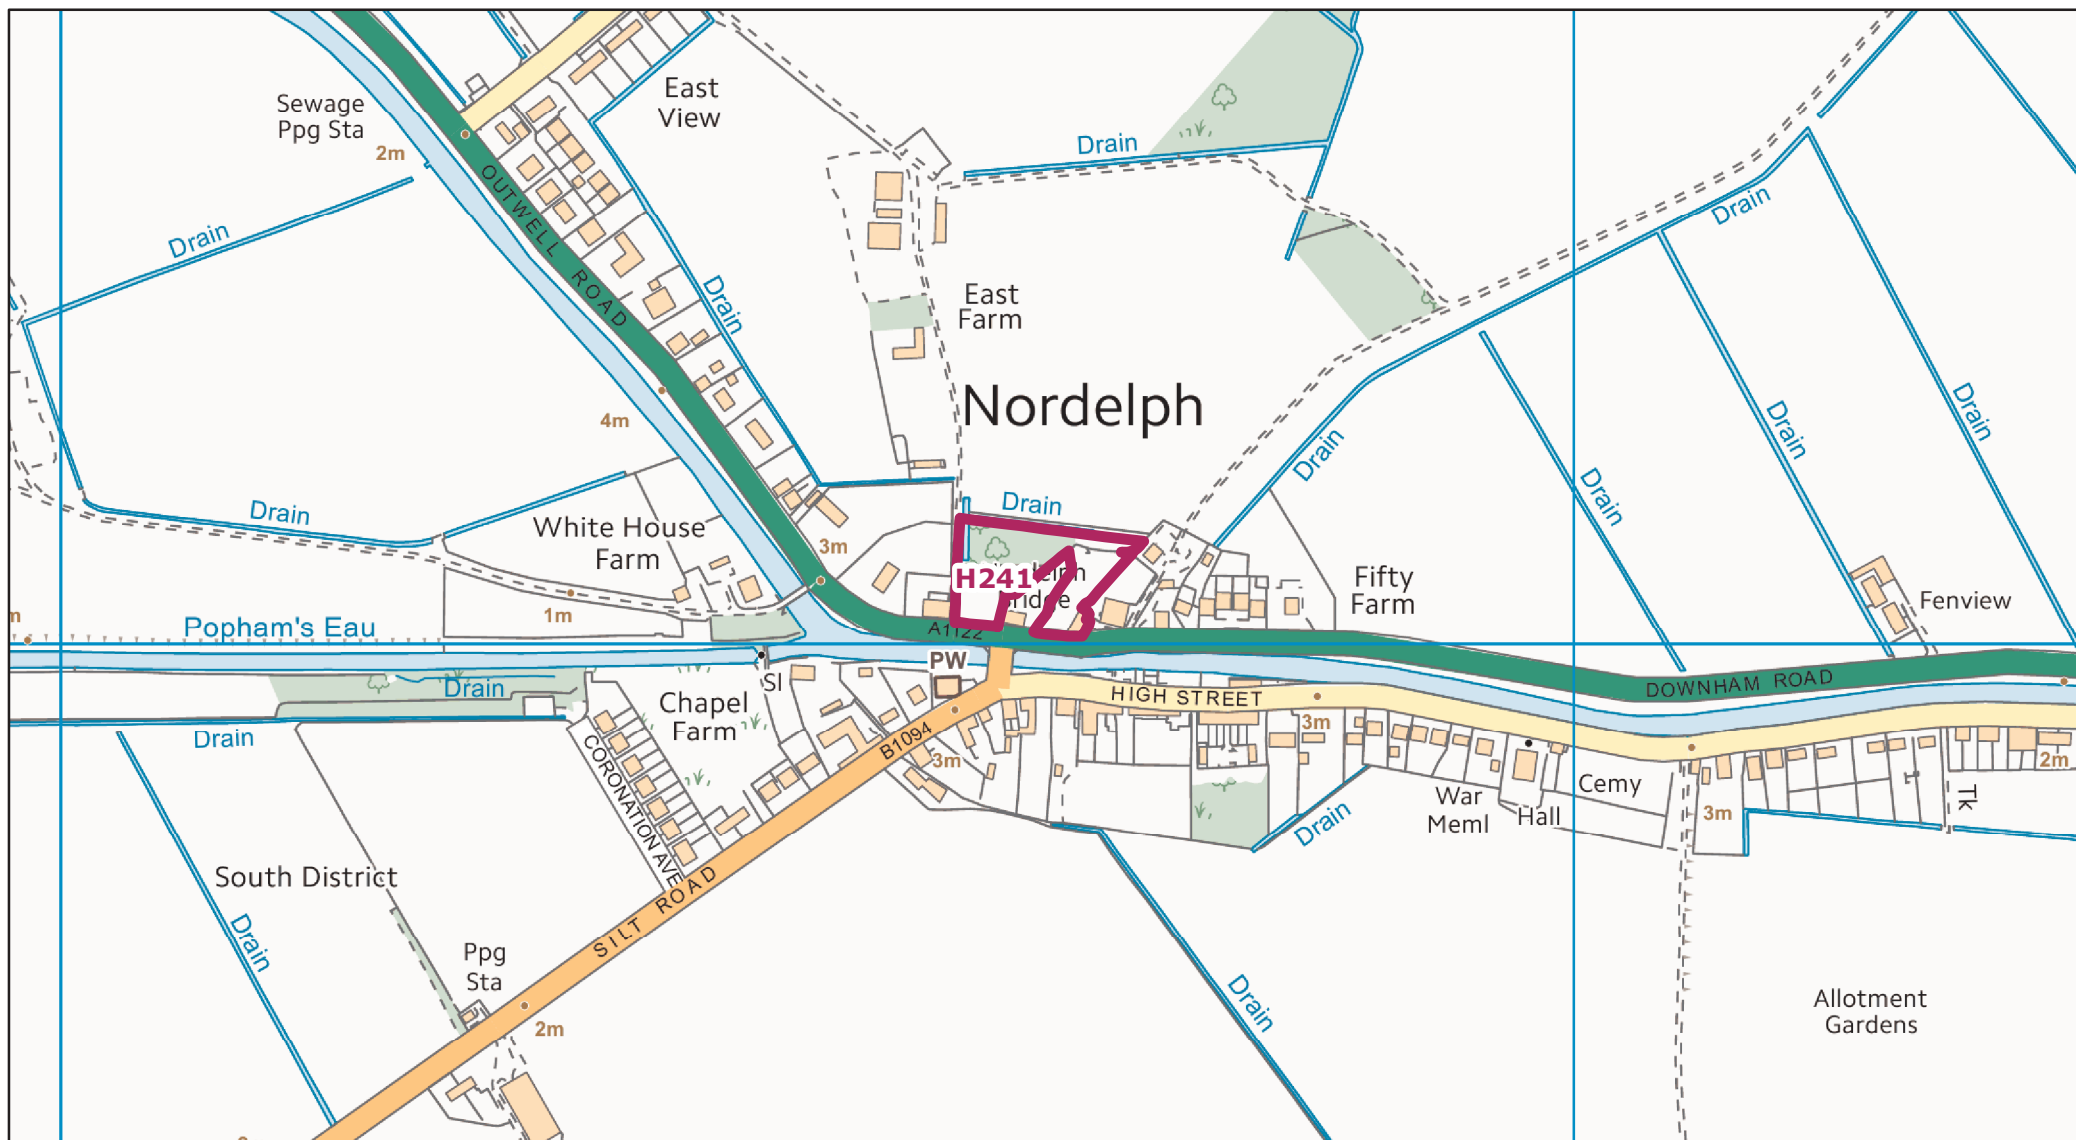 East
View
Sewage
Ppg Sta
2m
Drain
OUTWELL ROAD
Drain
Drain
Drain
East
Farm
Drain
Nordelph
4m
Drain
Drain
Drain
Drain
Drain
Drain
White House
Farm
3m
H241
Fifty
Farm
1m
Fenview
Popham's Eau
A1122
PW
Sl
Drain
HIGH STREET
DOWNHAM ROAD
Chapel
Farm
Drain
3m
B1094
3m
CORONATION AVE
2m
Cemy
War
Meml
Hall
Tk
3m
Drain
South District
SILT ROAD
Drain
Ppg
Sta
2m
Drain
Allotment
Gardens